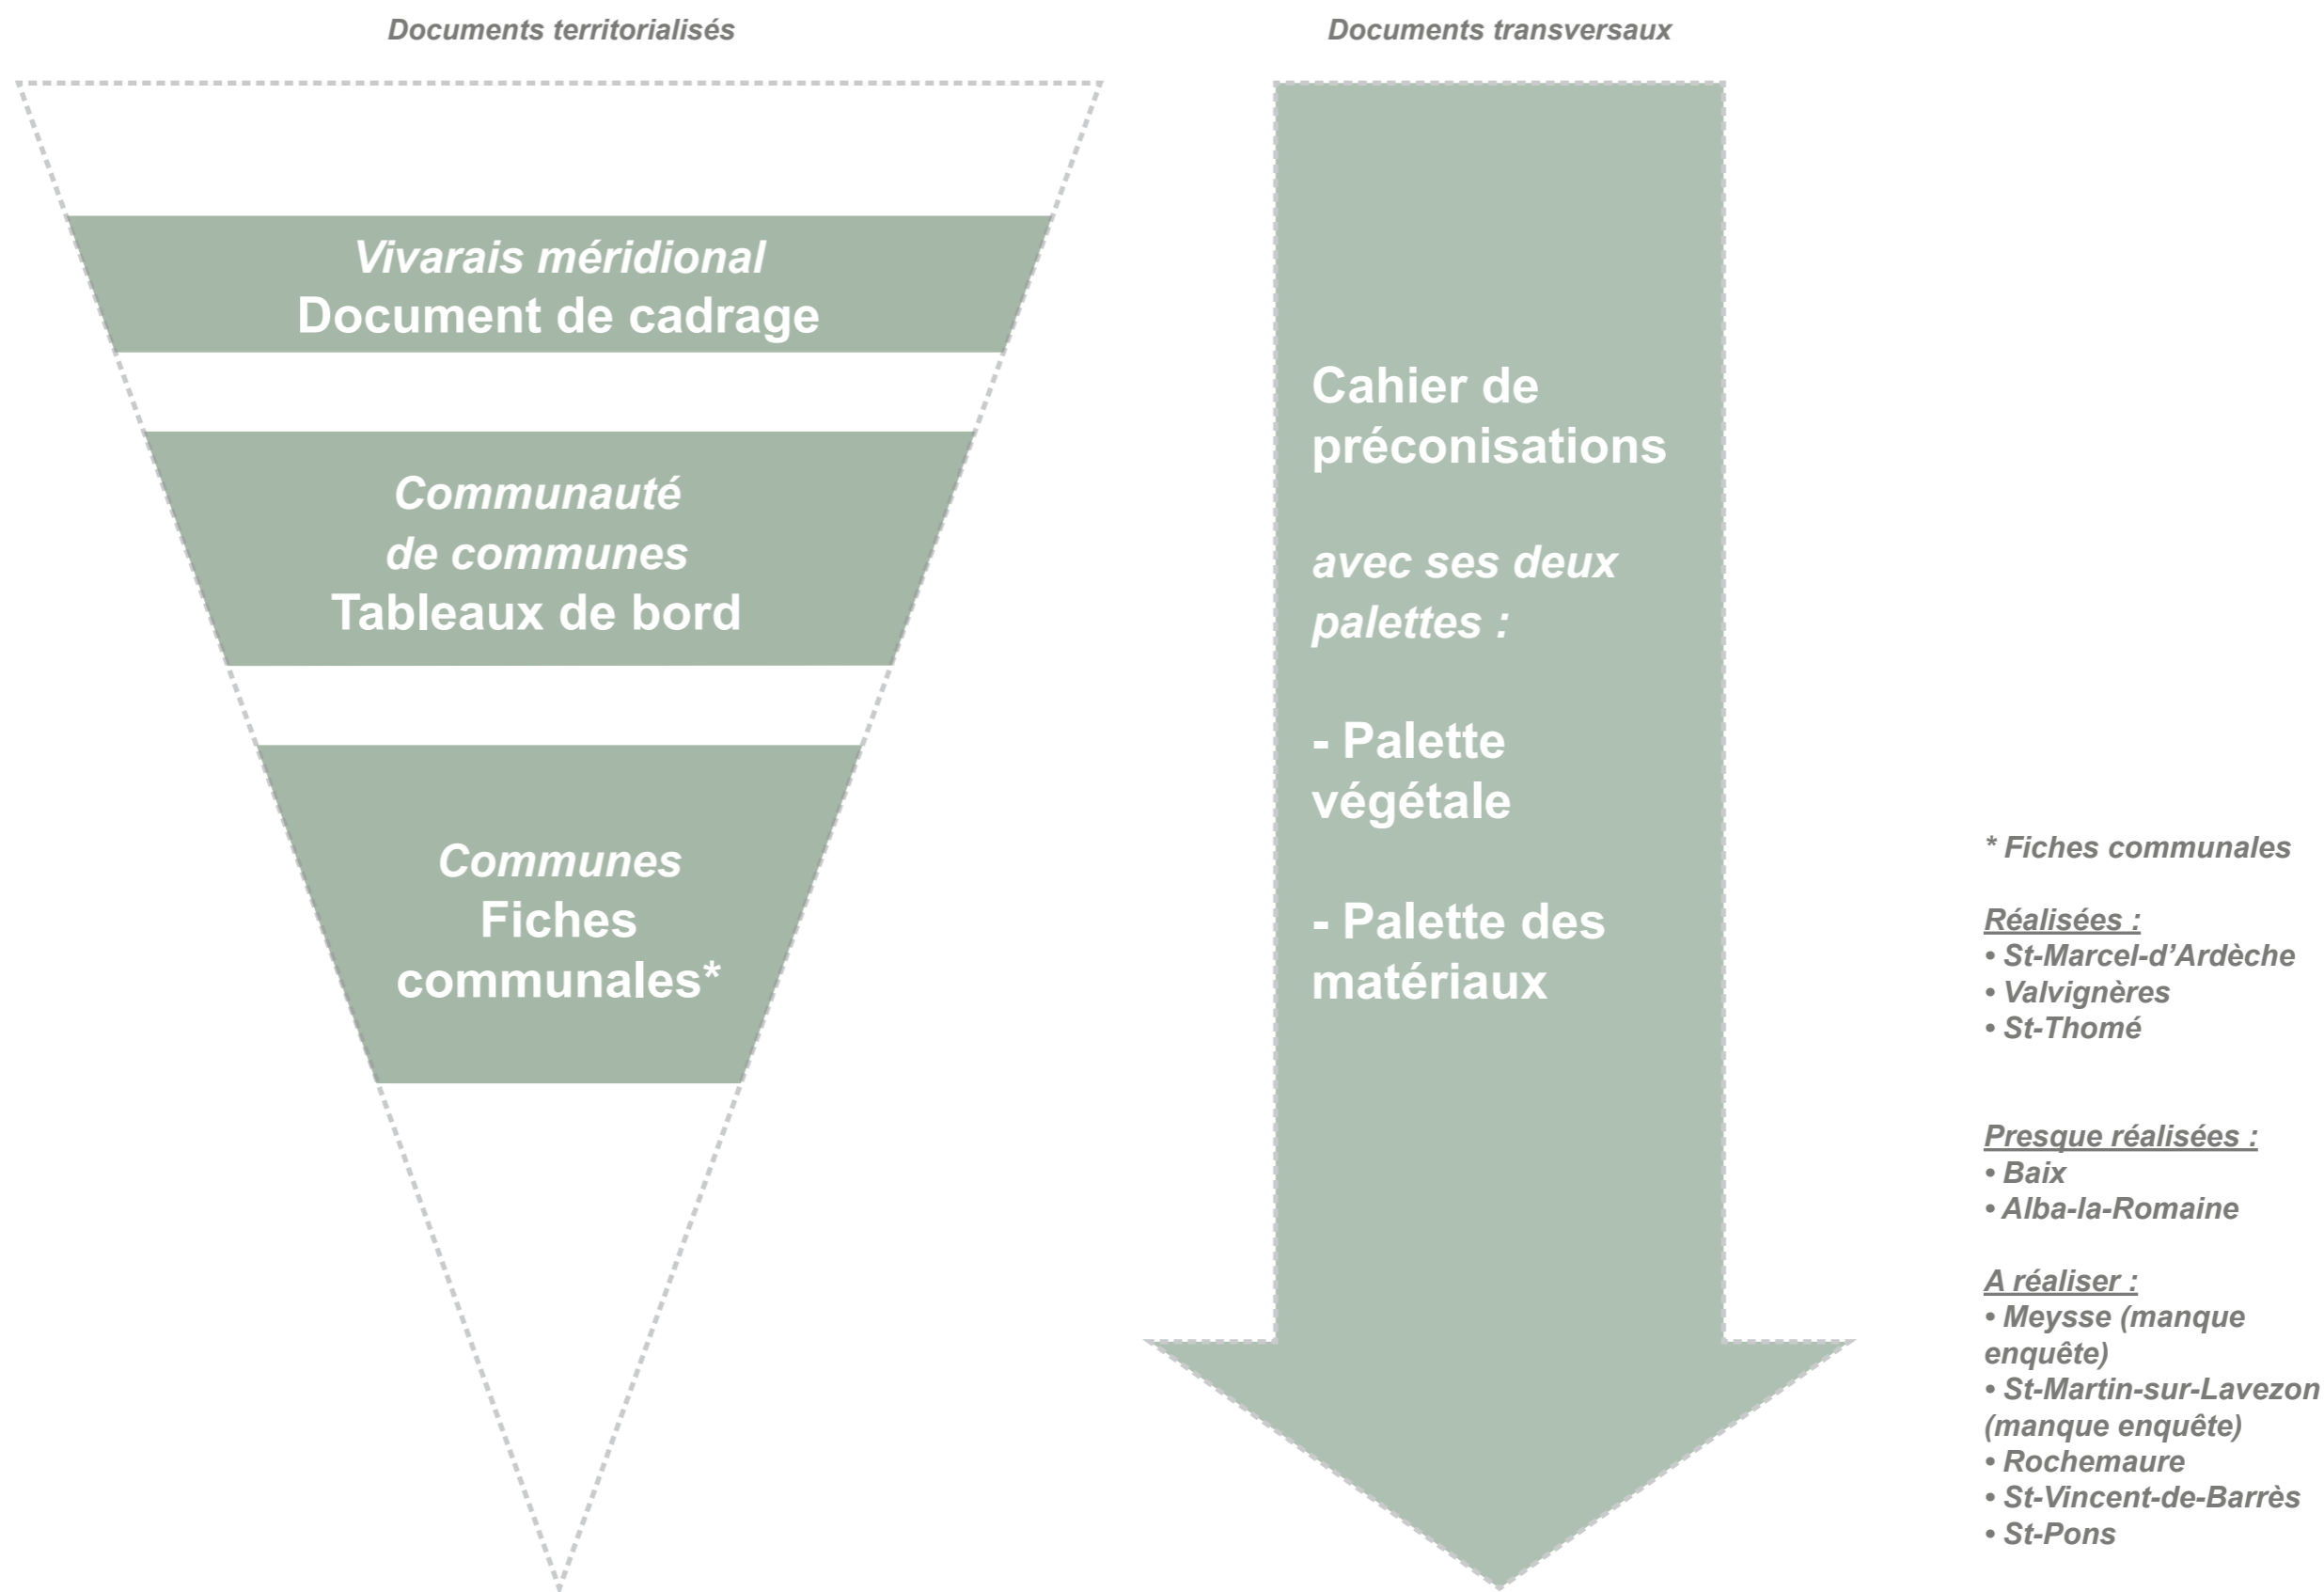 Documents territorialisés
Vivarais méridional
Document de cadrage
Communauté
de communes
Tableaux de bord
Communes
Fiches
communales*
Documents transversaux
Cahier de
préconisations
avec ses deux
palettes :
- Palette
végétale
- Palette des
matériaux
* Fiches communales
Réalisées :
• St-Marcel-d’Ardèche
• Valvignères
• St-Thomé
Presque réalisées :
• Baix
• Alba-la-Romaine
A réaliser :
• Meysse (manque
enquête)
• St-Martin-sur-Lavezon
(manque enquête)
• Rochemaure
• St-Vincent-de-Barrès
• St-Pons